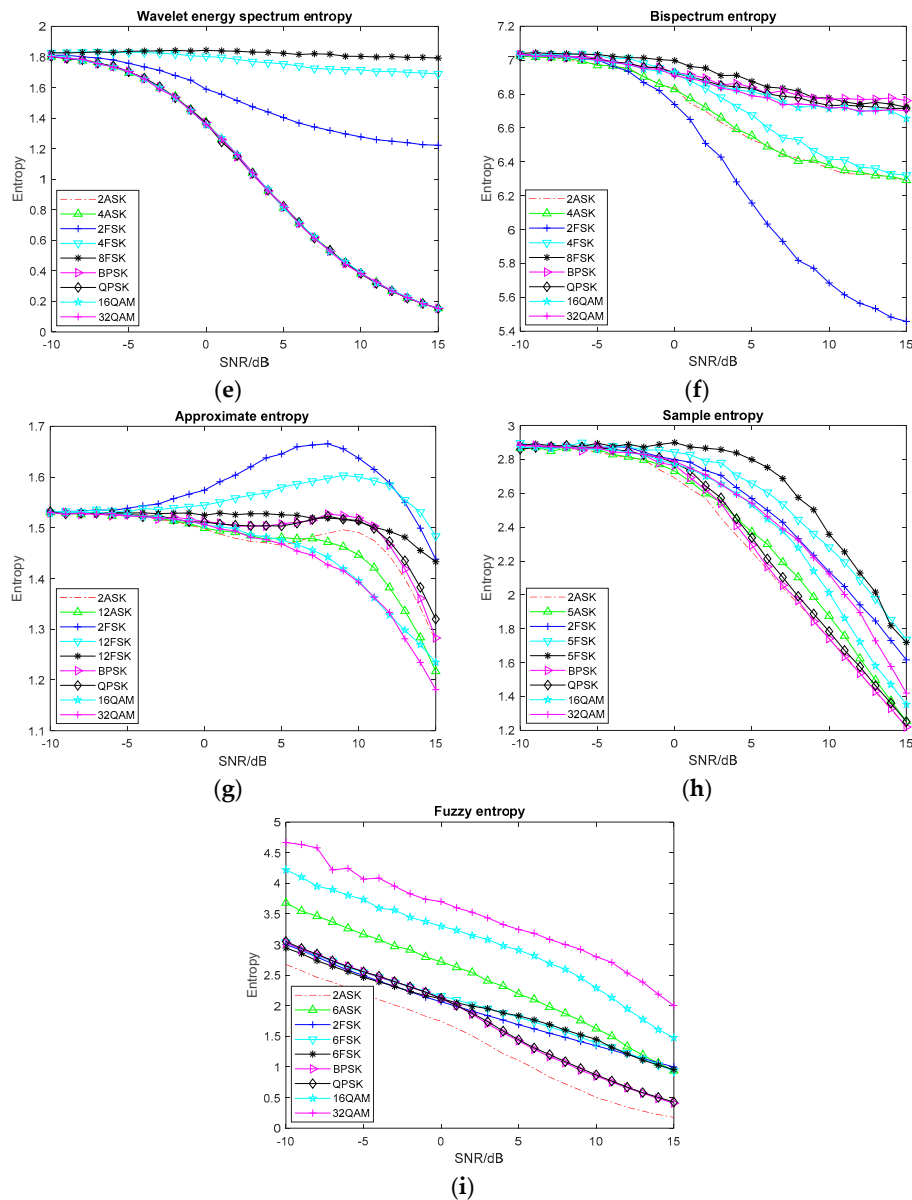 Wavelet energy spectrum entropy
2
1.8
1.6
1.4
1.2
1
0.8
0.6
0.4
0.2
0
Entropy
2ASK
4ASK
2FSK
4FSK
8FSK
BPSK
QPSK
16QAM
32QAM
-10
-5
0
5
10
15
SNR/dB
(e)
Bispectrum entropy
7.2
7
6.8
6.6
6.4
6.2
6
5.8
5.6
5.4
Entropy
2ASK
4ASK
2FSK
4FSK
8FSK
BPSK
QPSK
16QAM
32QAM
-10
-5
0
5
10
15
SNR/dB
(f)
Approximate entropy
1.7
1.6
1.5
1.4
1.3
1.2
1.1
Entropy
2ASK
12ASK
2FSK
12FSK
12FSK
BPSK
QPSK
16QAM
32QAM
-10
-5
0
5
10
15
SNR/dB
(g)
Sample entropy
3
2.8
2.6
2.4
2.2
2
1.8
1.6
1.4
1.2
Entropy
2ASK
5ASK
2FSK
5FSK
5FSK
BPSK
QPSK
16QAM
32QAM
-10
-5
0
5
10
15
SNR/dB
(h)
Fuzzy entropy
5
4.5
4
3.5
3
2.5
2
1.5
1
0.5
0
Entropy
2ASK
6ASK
2FSK
6FSK
6FSK
BPSK
QPSK
16QAM
32QAM
-10
-5
0
5
10
15
SNR/dB
(i)